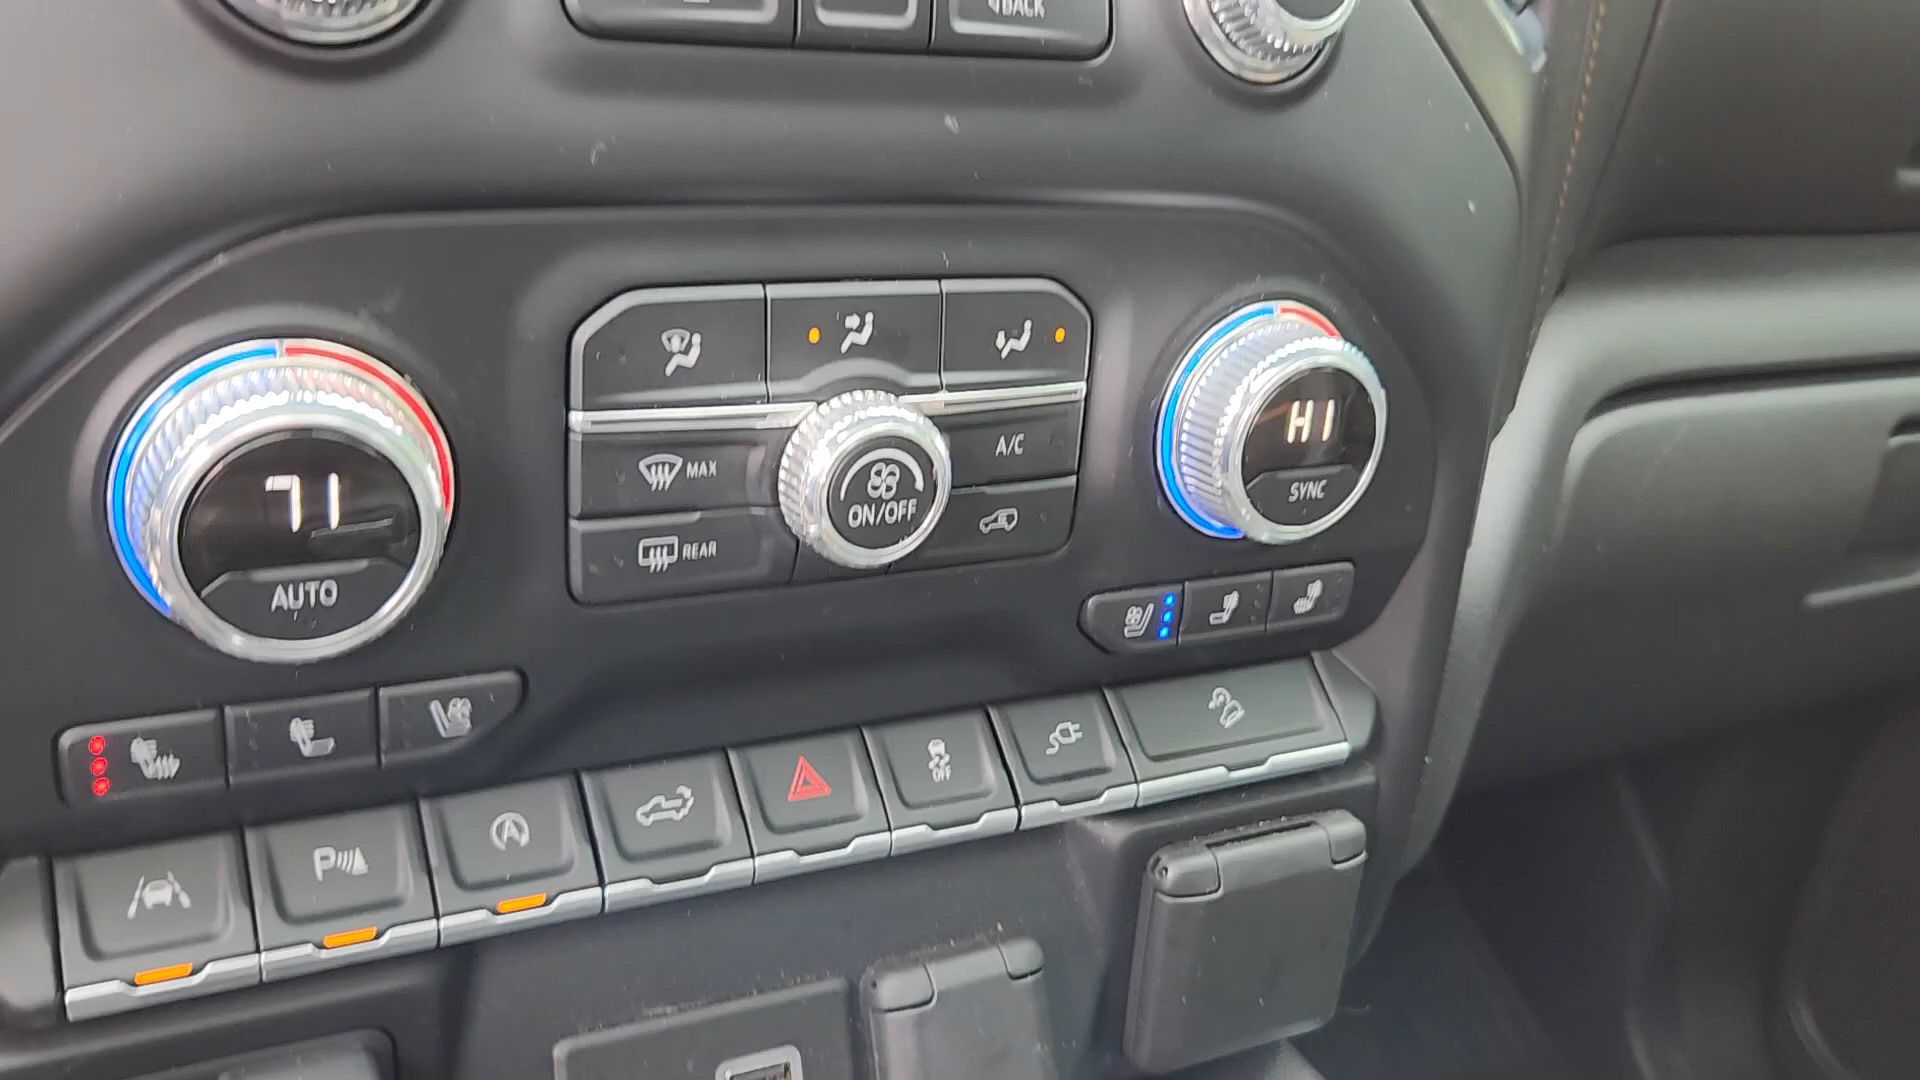 BACK
71
AUTO
MAX
REAR
ON/OFF
A/C
HI
SYNC
P
A
OFF